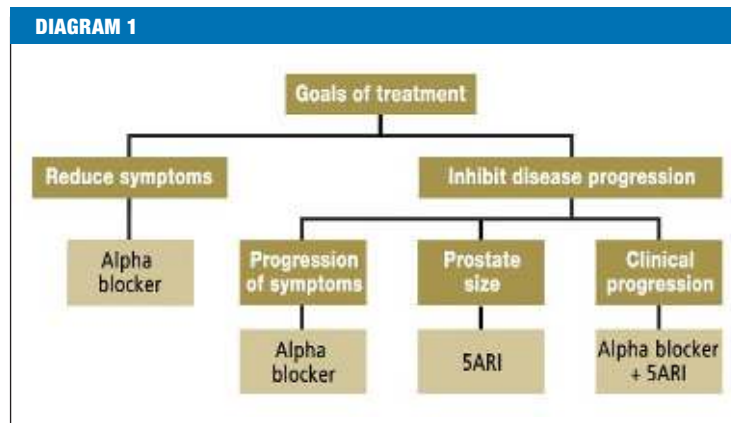 DIAGRAM 1
Goals of treatment
Reduce symptoms
Inhibit disease progression
Alpha
blocker
Progression
of symptoms
Prostate
size
Clinical
progression
Alpha
blocker
5ARI
Alpha blocker
+ 5ARI